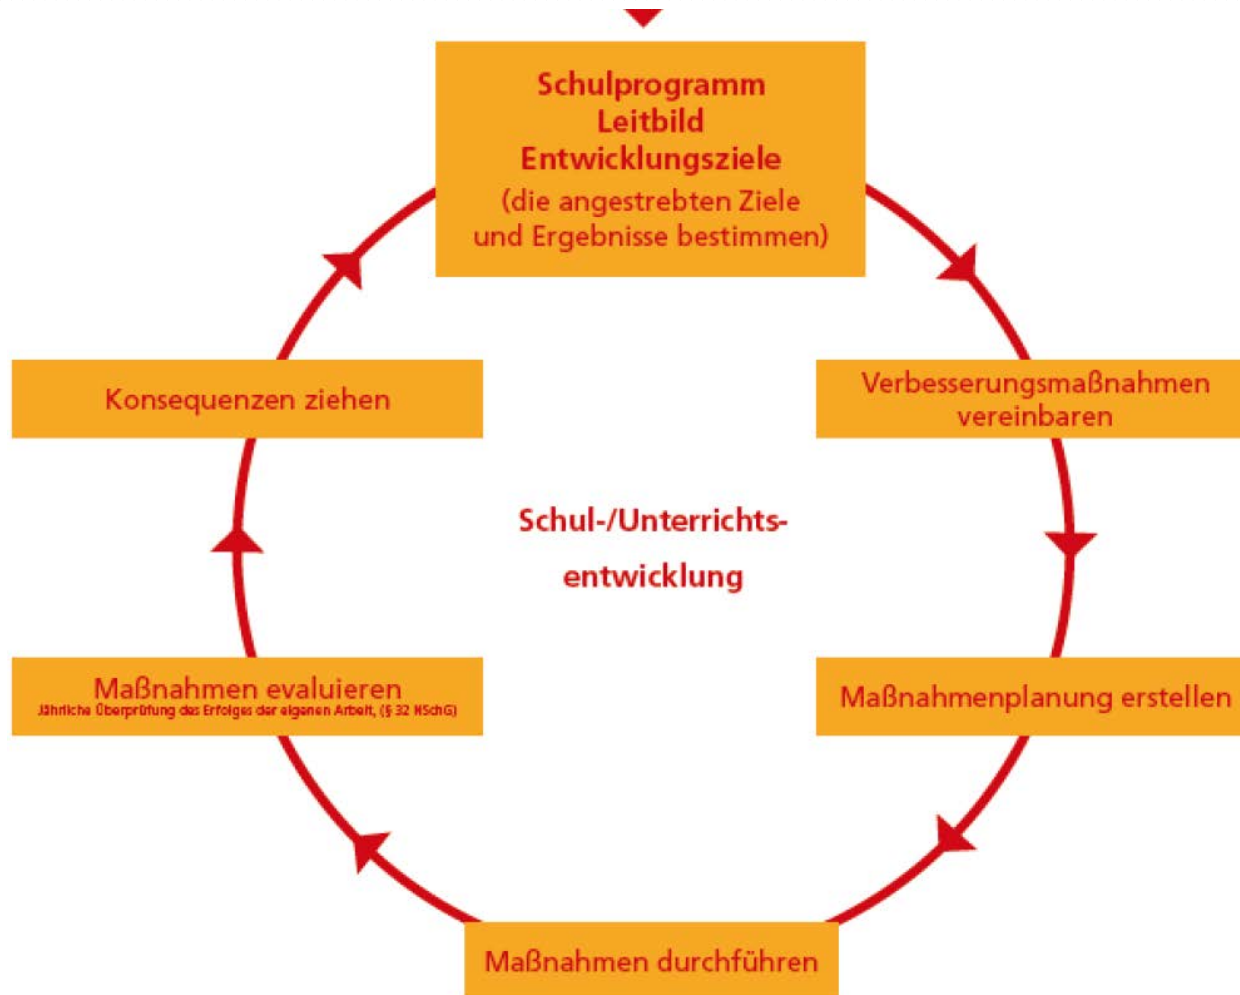 Schulprogramm
Leitbild
Entwicklungsziele
(die angestrebten Ziele
und Ergebnisse bestimmen)
Konsequenzen ziehen
Verbesserungsmaßnahmen
vereinbaren
Schul-/Unterrichts-
entwicklung
Maßnahmen evaluieren
Jährliche Überprüfung des Erfolges der eigenen Arbeit, (§ 32 NSchG)
Maßnahmenplanung erstellen
Maßnahmen durchführen